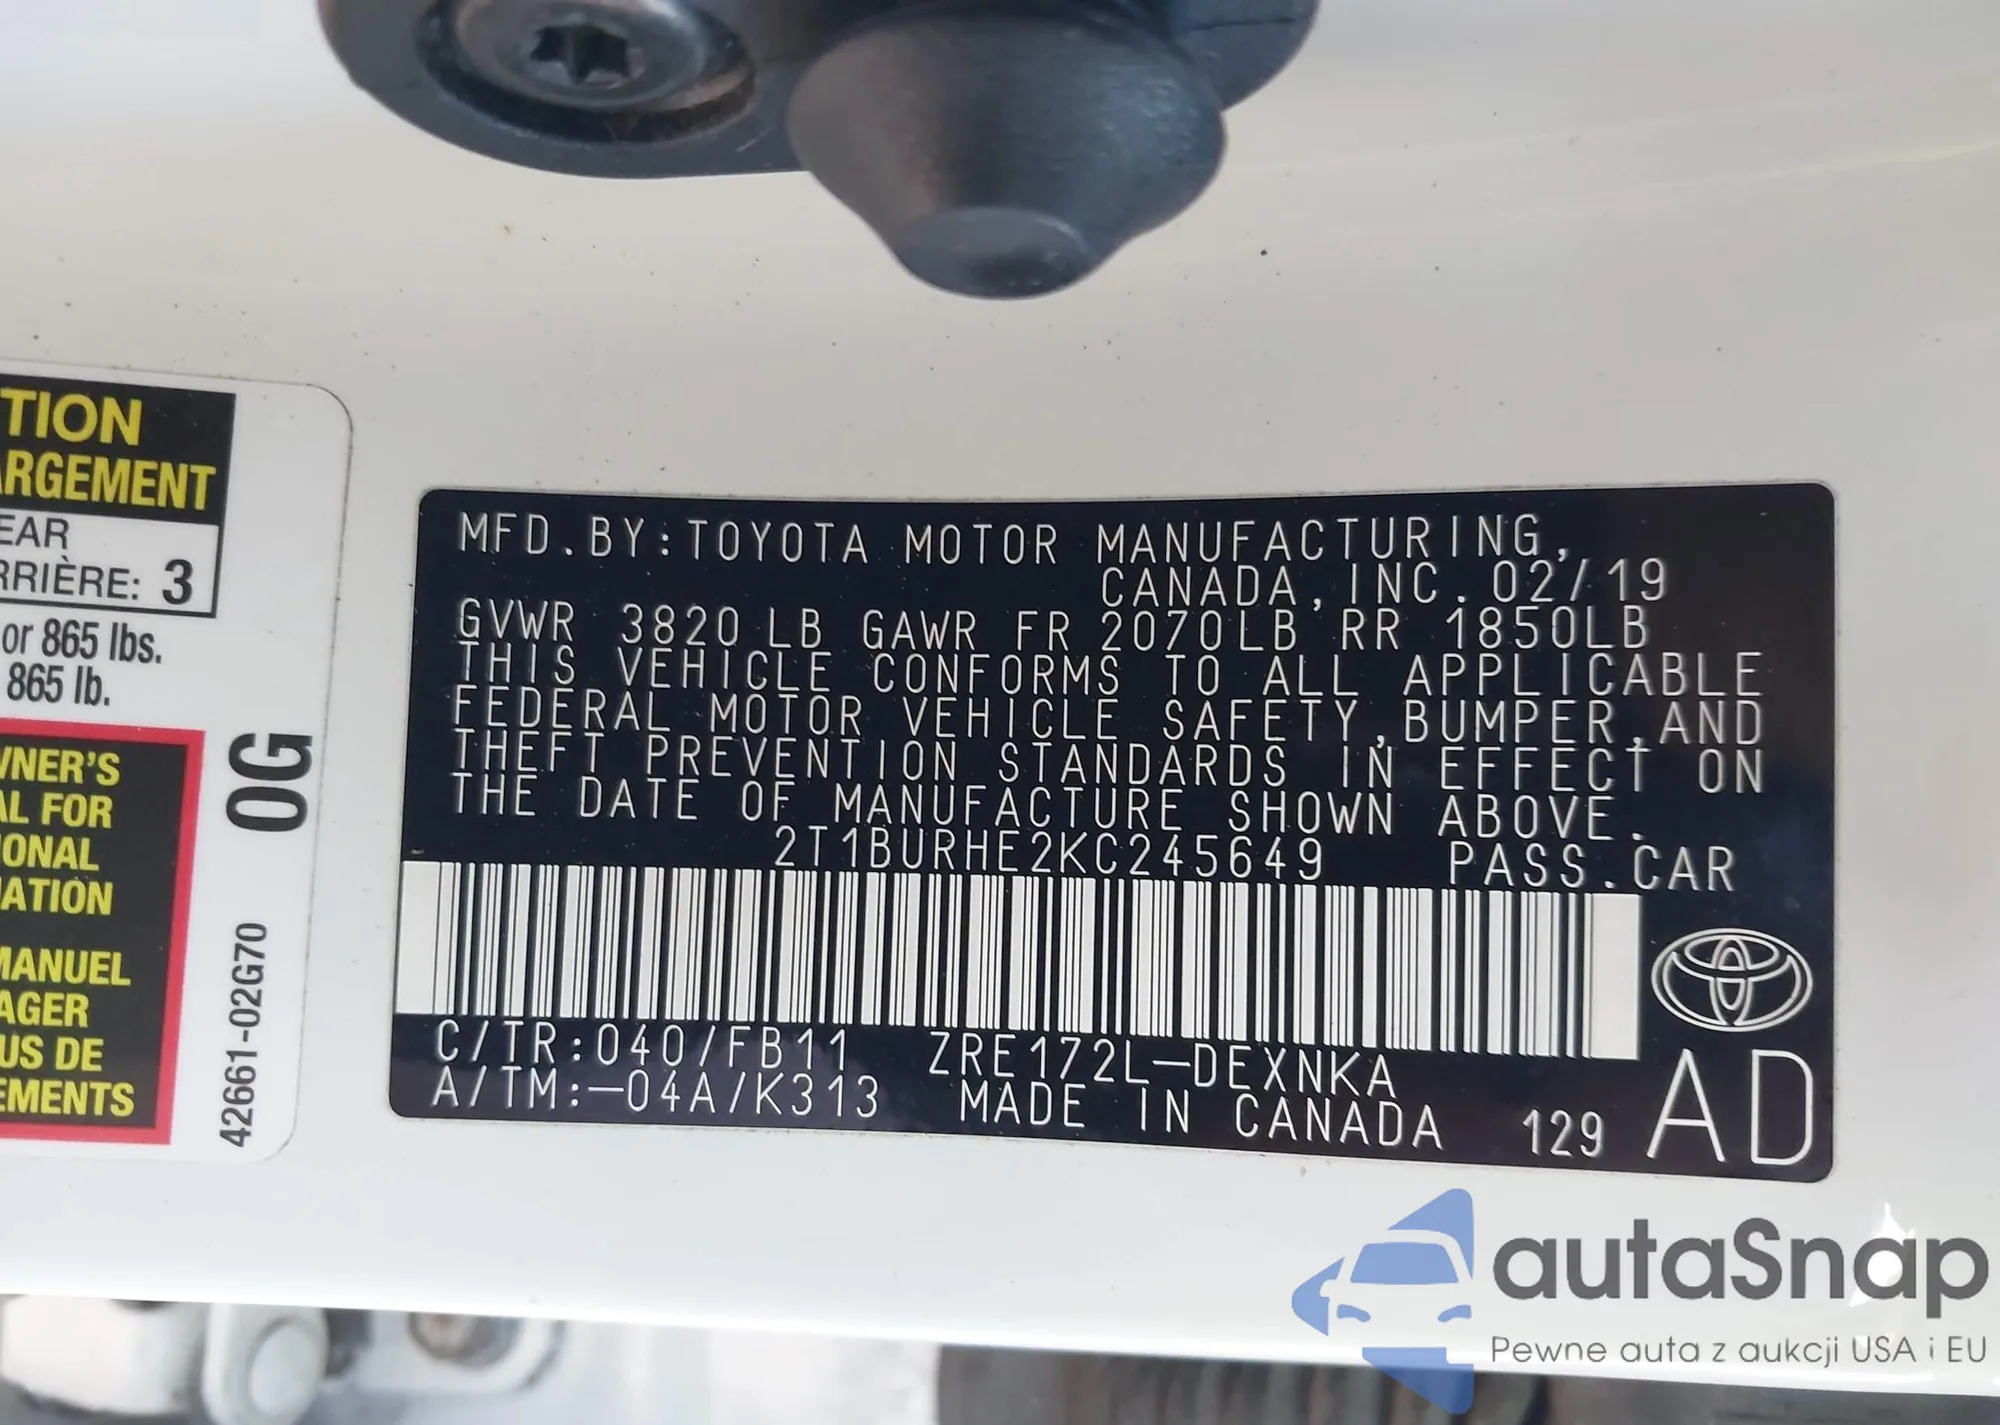 TION
ARGEMENT
EAR
RRIÈRE: 3
or 865 lbs.
865 lb.
WNER'S
AL FOR
IONAL
MATION
MANUEL
AGER
US DE
EMENTS
0G
42661-02G70
MFD.BY:TOYOTA MOTOR MANUFACTURING,
CANADA,INC.02/19
GVWR 3820LB GAWR FR 2070LB RR 1850LB
THIS VEHICLE CONFORMS TO ALL APPLICABLE
FEDERAL MOTOR VEHICLE SAFETY,BUMPER,AND
THEFT PREVENTION STANDARDS IN EFFECT ON
THE DATE OF MANUFACTURE SHOWN ABOVE.
2T1BURHE2KC245649 PASS.CAR
C/TR:040/FB11 ZRE172L-DEXNKA
A/TM:-04A/K313 MADE IN CANADA 129 AD
autaSnap
Pewne auta z aukcji USA i EU